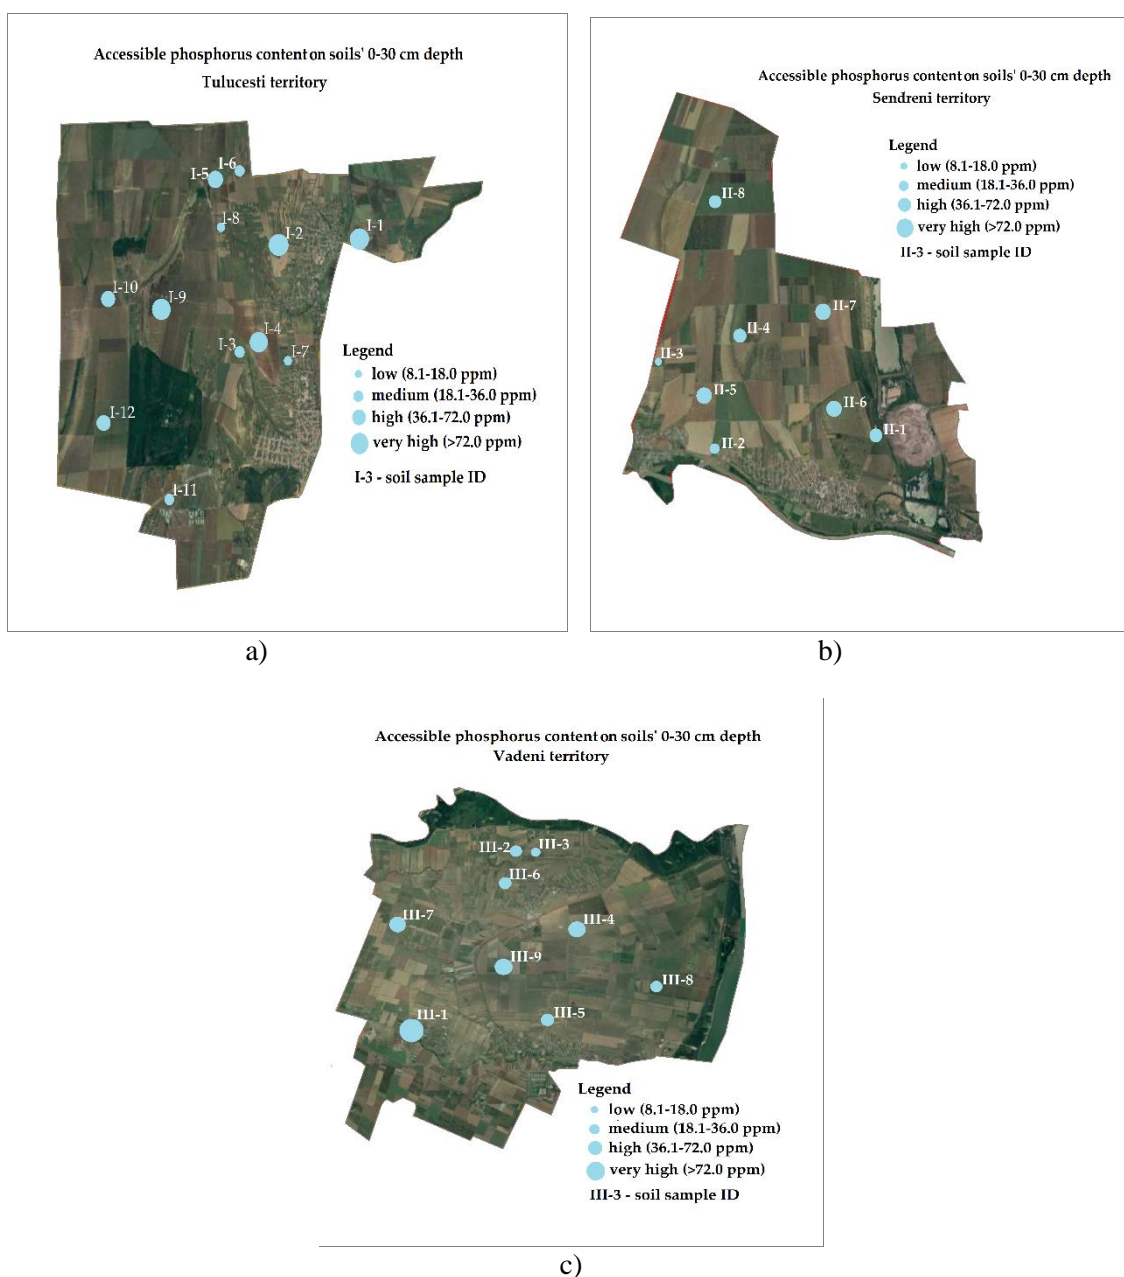 Accessible phosphorus content on soils' 0-30 cm depth
Tulucesti territory
I-6
I-5
I-8
I-2
I-1
I-10
I-9
I-4
I-3
I-7
I-12
I-11
Legend
low (8.1-18.0 ppm)
medium (18.1-36.0 ppm)
high (36.1-72.0 ppm)
very high (>72.0 ppm)
I-3 - soil sample ID
a)
Accessible phosphorus content on soils' 0-30 cm depth
Sendreni territory
Legend
low (8.1-18.0 ppm)
medium (18.1-36.0 ppm)
high (36.1-72.0 ppm)
very high (>72.0 ppm)
II-3 - soil sample ID
II-8
II-7
II-4
II-3
II-5
II-6
II-1
II-2
b)
Accessible phosphorus content on soils' 0-30 cm depth
Vadeni territory
III-2
III-3
III-6
III-7
III-4
III-9
III-8
III-5
III-1
Legend
low (8.1-18.0 ppm)
medium (18.1-36.0 ppm)
high (36.1-72.0 ppm)
very high (>72.0 ppm)
III-3 - soil sample ID
c)